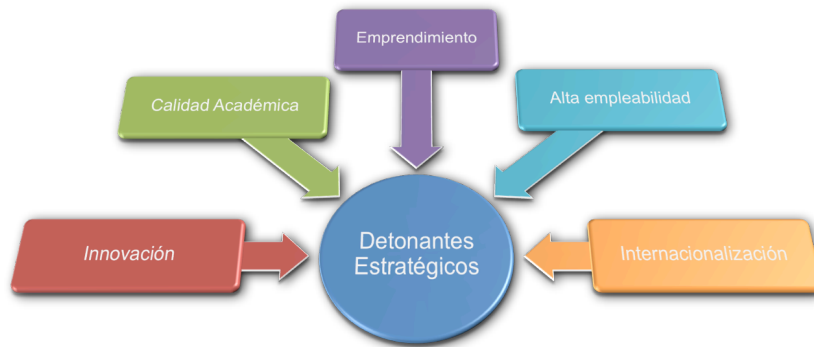 Emprendimiento
Calidad Académica
Alta empleabilidad
Innovación
Detonantes
Estratégicos
Internacionalización